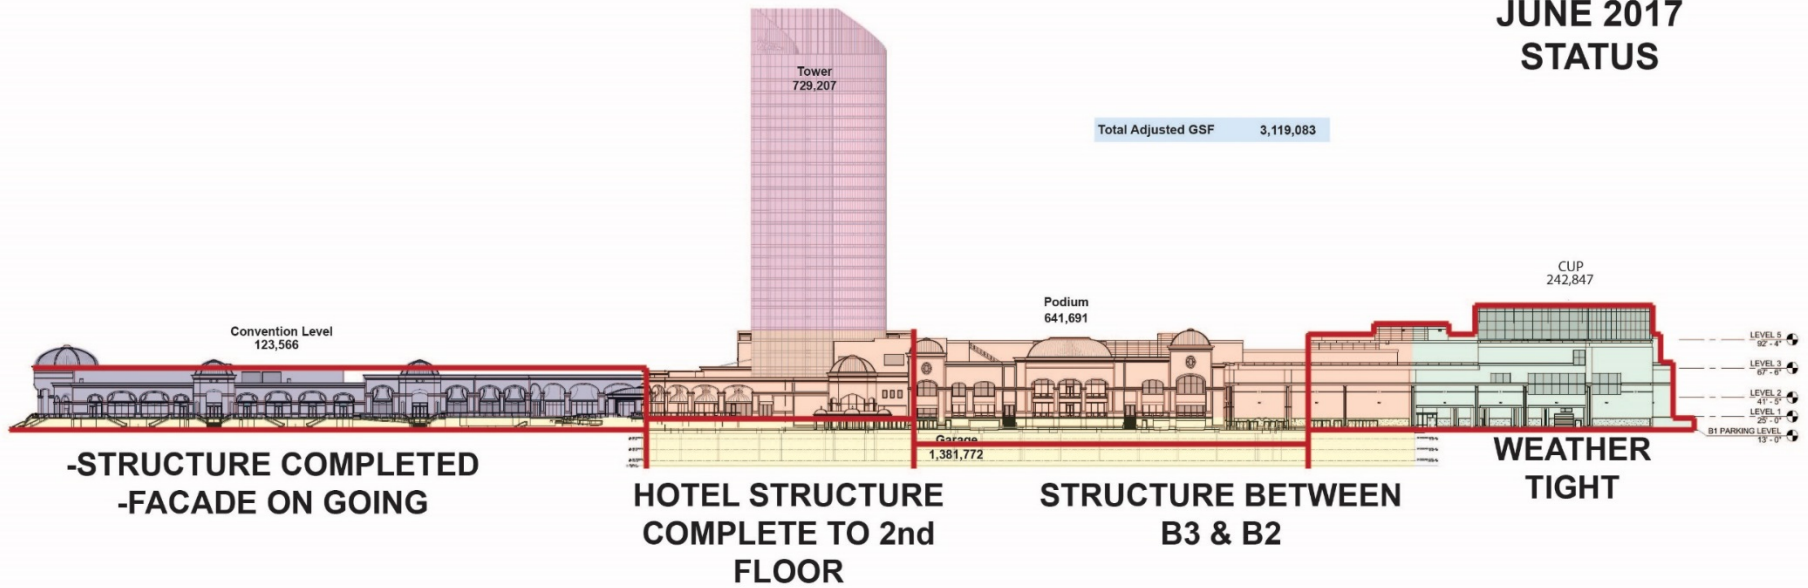 JUNE 2017
STATUS
Tower
729,207
Total Adjusted GSF 3,119,083
CUP
242,847
Podium
641,691
Convention Level
123,566
LEVEL 5
92' - 4"
LEVEL 3
67' - 6"
LEVEL 2
41' - 5"
LEVEL 1
25' - 0"
B1 PARKING LEVEL
13' - 0"
Garage
1,381,772
-STRUCTURE COMPLETED
-FACADE ON GOING
HOTEL STRUCTURE
COMPLETE TO 2nd
FLOOR
STRUCTURE BETWEEN
B3 & B2
WEATHER
TIGHT